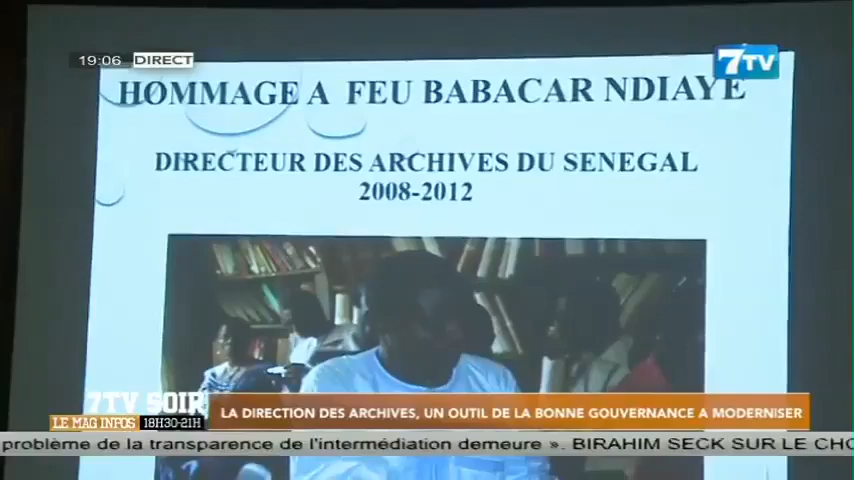 19:06 DIRECT
7TV
HOMMAGE A FEU BABACAR NDIAYE
DIRECTEUR DES ARCHIVES DU SENEGAL
2008-2012
7TV SOIR
LE MAG INFOS 18H30-21H
LA DIRECTION DES ARCHIVES, UN OUTIL DE LA BONNE GOUVERNANCE A MODERNISER
problème de la transparence de l'intermédiation demeure ». BIRAHIM SECK SUR LE CHO